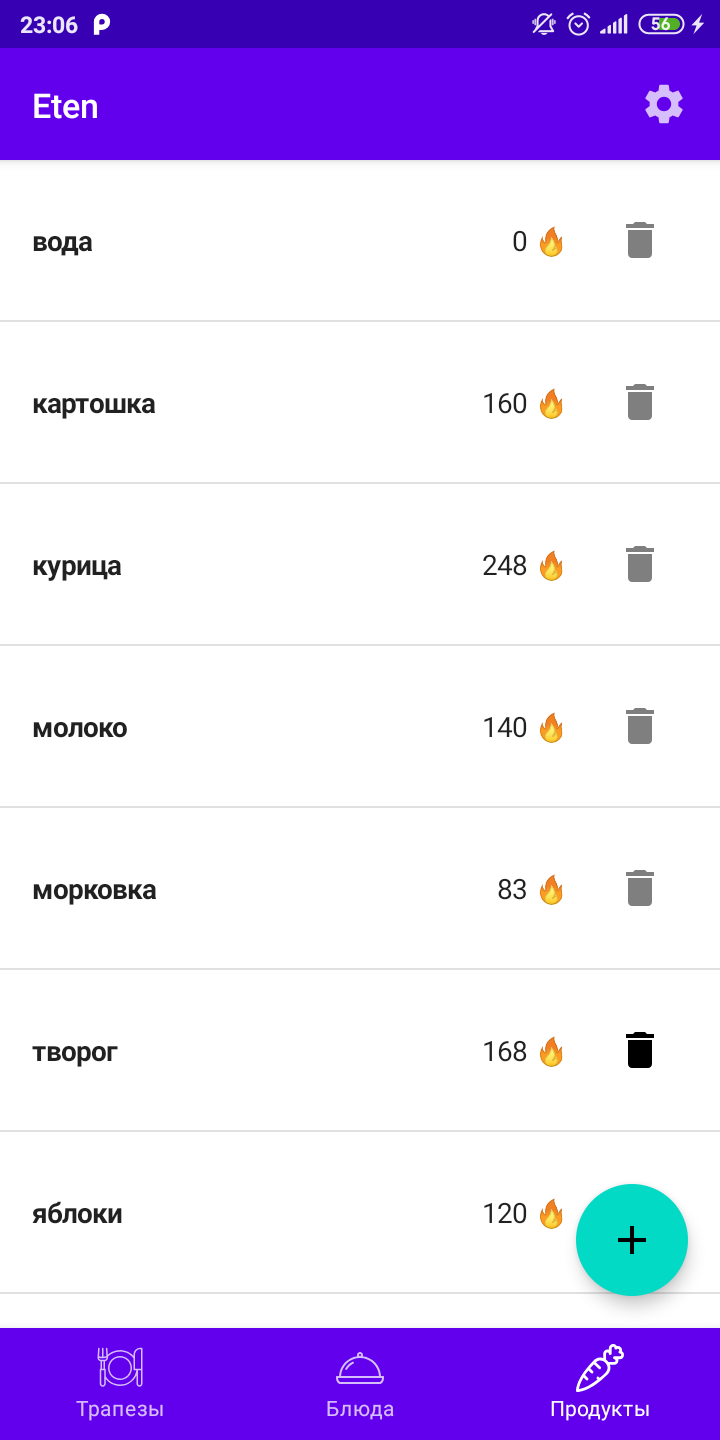 23:06 56
Eten
вода 0
картошка 160
курица 248
молоко 140
морковка 83
творог 168
яблоки 120
Трапезы Блюда Продукты